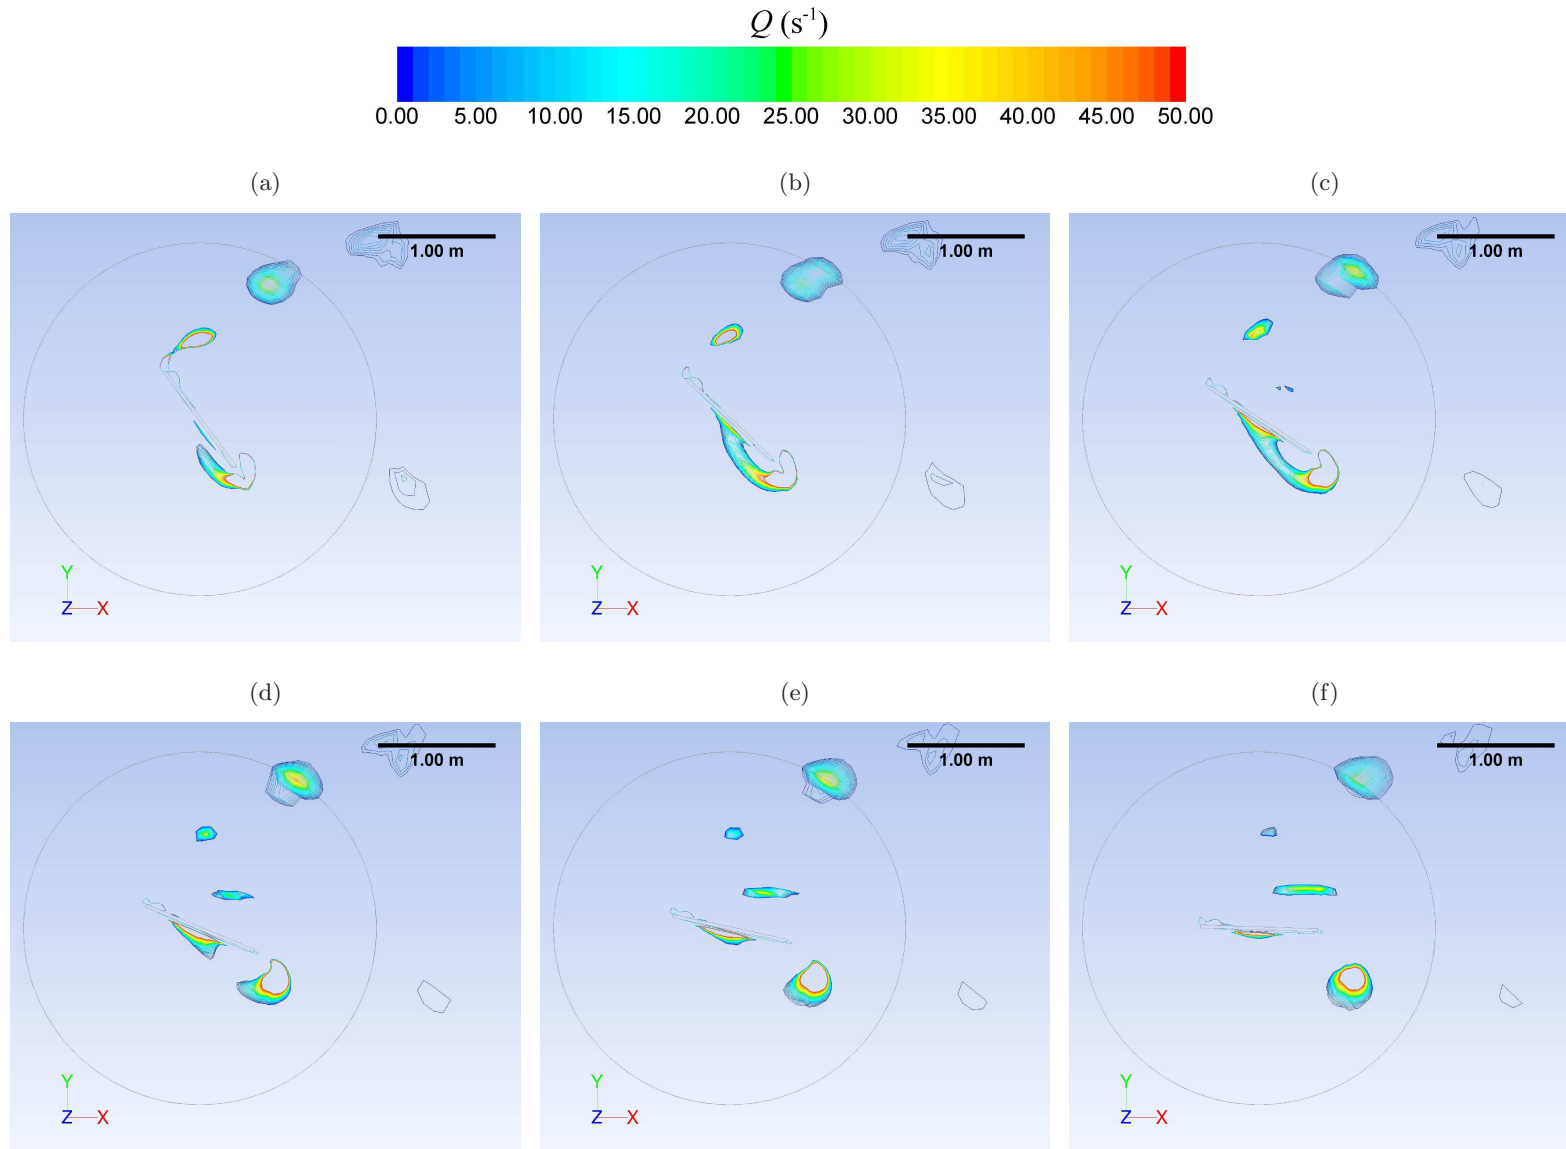 Q (s⁻¹)
0.00 5.00 10.00 15.00 20.00 25.00 30.00 35.00 40.00 45.00 50.00
(a) (b) (c)
1.00 m 1.00 m 1.00 m
Y Y Y
Z X Z X Z X
(d) (e) (f)
1.00 m 1.00 m 1.00 m
Y Y Y
Z X Z X Z X